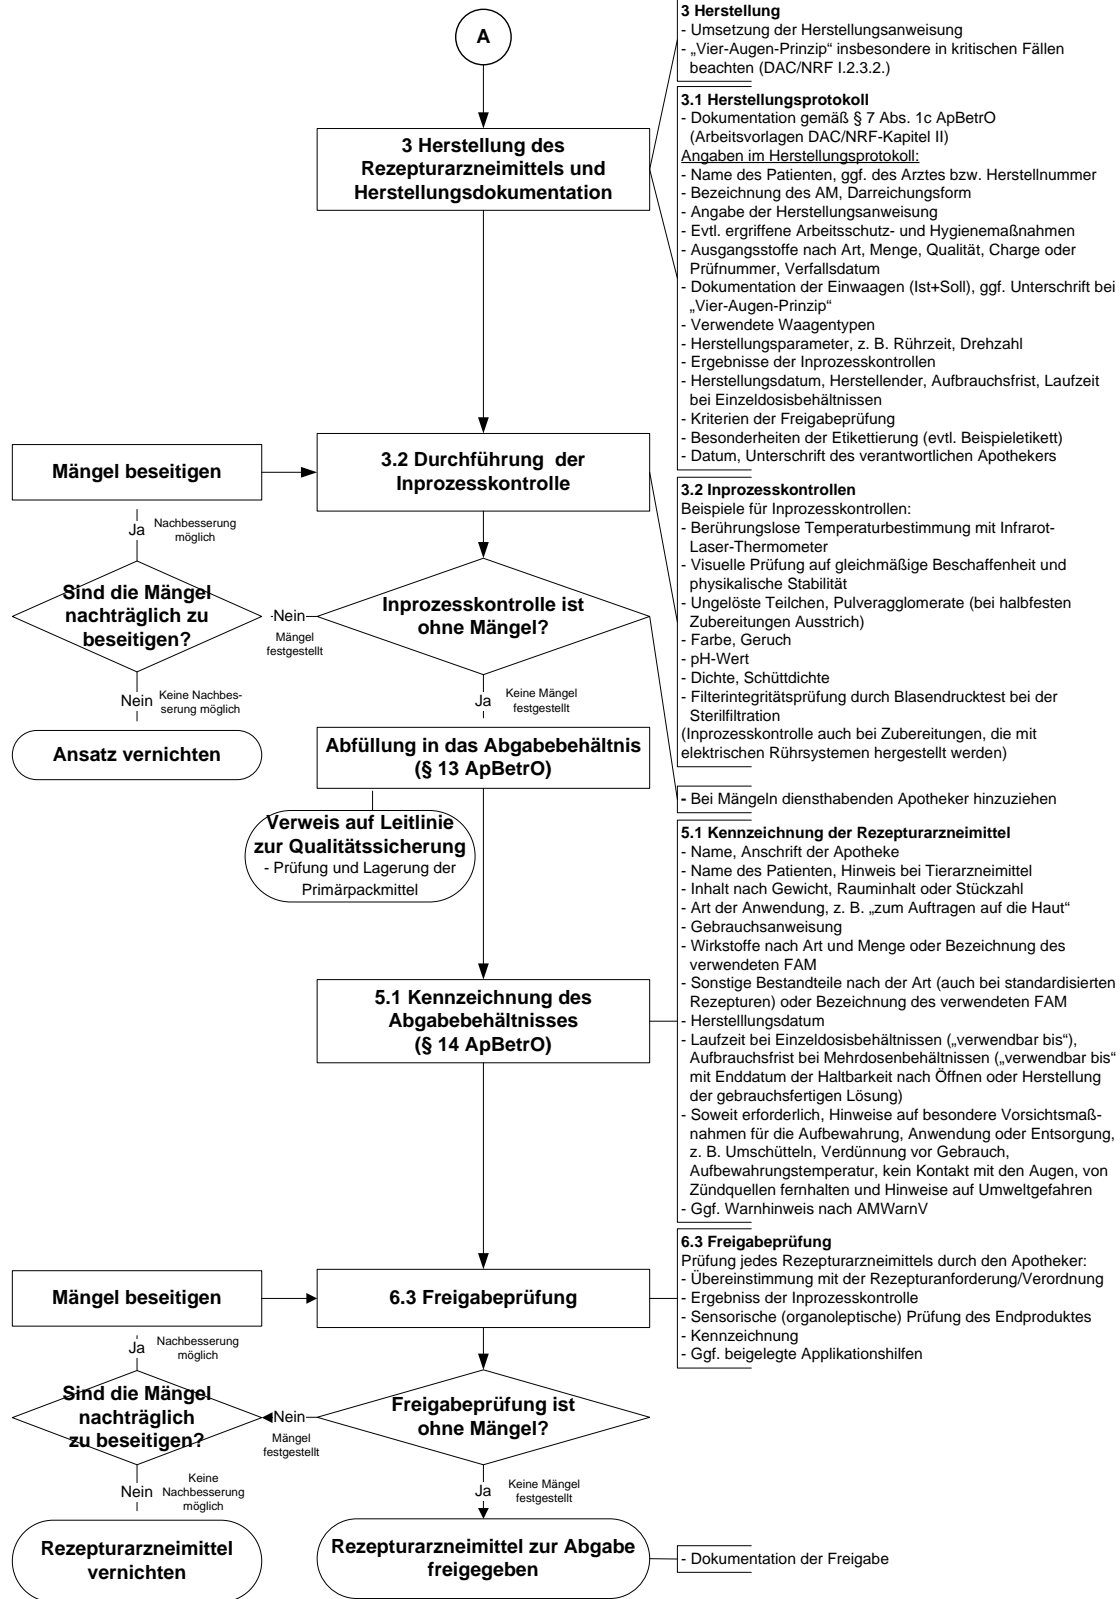 A
3 Herstellung des
Rezepturarzneimittels und
Herstellungsdokumentation
3 Herstellung
- Umsetzung der Herstellungsanweisung
- „Vier-Augen-Prinzip“ insbesondere in kritischen Fällen
beachten (DAC/NRF I.2.3.2.)
3.1 Herstellungsprotokoll
- Dokumentation gemäß § 7 Abs. 1c ApBetrO
(Arbeitsvorlagen DAC/NRF-Kapitel II)
Angaben im Herstellungsprotokoll:
- Name des Patienten, ggf. des Arztes bzw. Herstellnummer
- Bezeichnung des AM, Darreichungsform
- Angabe der Herstellungsanweisung
- Evtl. ergriffene Arbeitsschutz- und Hygienemaßnahmen
- Ausgangsstoffe nach Art, Menge, Qualität, Charge oder
Prüfnummer, Verfallsdatum
- Dokumentation der Einwaagen (Ist+Soll), ggf. Unterschrift bei
„Vier-Augen-Prinzip“
- Verwendete Waagentypen
- Herstellungsparameter, z. B. Rührzeit, Drehzahl
- Ergebnisse der Inprozesskontrollen
- Herstellungsdatum, Herstellender, Aufbrauchsfrist, Laufzeit
bei Einzeldosisbehältnissen
- Kriterien der Freigabeprüfung
- Besonderheiten der Etikettierung (evtl. Beispieletikett)
- Datum, Unterschrift des verantwortlichen Apothekers
Mängel beseitigen
3.2 Durchführung der
Inprozesskontrolle
3.2 Inprozesskontrollen
Beispiele für Inprozesskontrollen:
- Berührungslose Temperaturbestimmung mit Infrarot-
Laser-Thermometer
- Visuelle Prüfung auf gleichmäßige Beschaffenheit und
physikalische Stabilität
- Ungelöste Teilchen, Pulveragglomerate (bei halbfesten
Zubereitungen Ausstrich)
- Farbe, Geruch
- pH-Wert
- Dichte, Schüttdichte
- Filterintegritätsprüfung durch Blasendrucktest bei der
Sterilfiltration
(Inprozesskontrolle auch bei Zubereitungen, die mit
elektrischen Rührsystemen hergestellt werden)
Ja
Nachbesserung
möglich
Sind die Mängel
nachträglich zu
beseitigen?
Nein
Mängel
festgestellt
Inprozesskontrolle ist
ohne Mängel?
Nein
Keine Nachbes-
serung möglich
Ja
Keine Mängel
festgestellt
Ansatz vernichten
Abfüllung in das Abgabebehältnis
(§ 13 ApBetrO)
- Bei Mängeln diensthabenden Apotheker hinzuziehen
Verweis auf Leitlinie
zur Qualitätssicherung
- Prüfung und Lagerung der
Primärpackmittel
5.1 Kennzeichnung des
Abgabebehältnisses
(§ 14 ApBetrO)
5.1 Kennzeichnung der Rezepturarzneimittel
- Name, Anschrift der Apotheke
- Name des Patienten, Hinweis bei Tierarzneimittel
- Inhalt nach Gewicht, Rauminhalt oder Stückzahl
- Art der Anwendung, z. B. „zum Auftragen auf die Haut“
- Gebrauchsanweisung
- Wirkstoffe nach Art und Menge oder Bezeichnung des
verwendeten FAM
- Sonstige Bestandteile nach der Art (auch bei standardisierten
Rezepturen) oder Bezeichnung des verwendeten FAM
- Herstelllungsdatum
- Laufzeit bei Einzeldosisbehältnissen („verwendbar bis“),
Aufbrauchsfrist bei Mehrdosenbehältnissen („verwendbar bis“
mit Enddatum der Haltbarkeit nach Öffnen oder Herstellung
der gebrauchsfertigen Lösung)
- Soweit erforderlich, Hinweise auf besondere Vorsichtsmaß-
nahmen für die Aufbewahrung, Anwendung oder Entsorgung,
z. B. Umschütteln, Verdünnung vor Gebrauch,
Aufbewahrungstemperatur, kein Kontakt mit den Augen, von
Zündquellen fernhalten und Hinweise auf Umweltgefahren
- Ggf. Warnhinweis nach AMWarnV
Mängel beseitigen
6.3 Freigabeprüfung
6.3 Freigabeprüfung
Prüfung jedes Rezepturarzneimittels durch den Apotheker:
- Übereinstimmung mit der Rezepturanforderung/Verordnung
- Ergebniss der Inprozesskontrolle
- Sensorische (organoleptische) Prüfung des Endproduktes
- Kennzeichnung
- Ggf. beigelegte Applikationshilfen
Ja
Nachbesserung
möglich
Sind die Mängel
nachträglich
zu beseitigen?
Nein
Mängel
festgestellt
Freigabeprüfung ist
ohne Mängel?
Nein
Keine
Nachbesserung
möglich
Ja
Keine Mängel
festgestellt
Rezepturarzneimittel
vernichten
Rezepturarzneimittel zur Abgabe
freigegeben
- Dokumentation der Freigabe